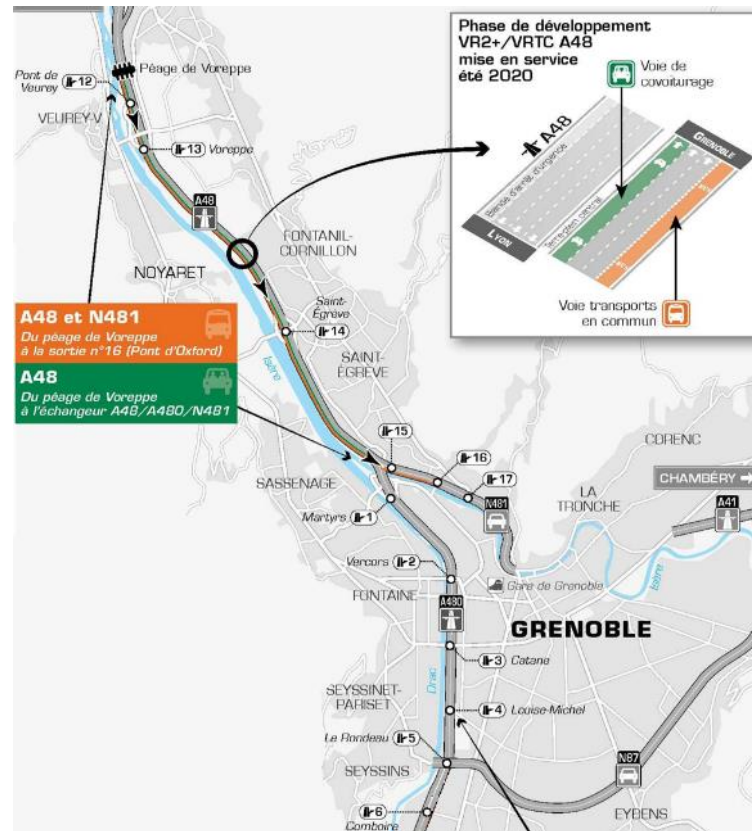 Phase de développement
VR2+/VRTC A48
mise en service
été 2020
Voie de
covoiturage
A48
GRENOBLE
Bande d'arrêt d'urgence
Terre-plein central
LYON
Voie transports
en commun
Péage de Voreppe
Pont de
Veurey
12
VEUREY-V
13 Voreppe
A48
FONTANIL-
CORNILLON
NOYARET
A48 et N481
Du péage de Voreppe
à la sortie n°16 (Pont d'Oxford)
A48
Du péage de Voreppe
à l'échangeur A48/A480/N481
Saint-
Égrève
14
Isère
SAINT-
ÉGRÈVE
15
16
17
CORENC
CHAMBÉRY
SASSENAGE
N481
LA
TRONCHE
A41
Martyrs 1
Isère
Vercors 2
Gare de Grenoble
FONTAINE
A480
GRENOBLE
3 Catane
Drac
SEYSSINET-
PARISET
4 Louise-Michel
Le Rondeau 5
SEYSSINS
N87
6
Comboire
EYBENS